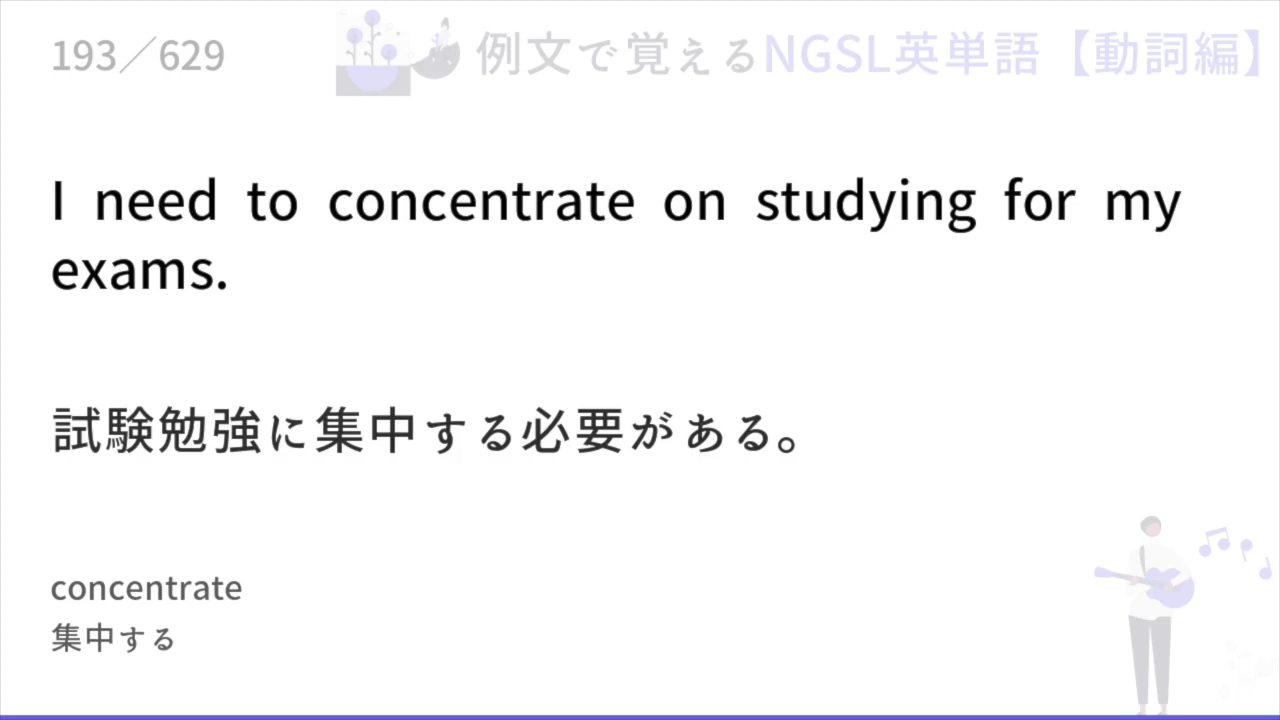 193／629
例文で覚えるNGSL英単語【動詞編】
I need to concentrate on studying for my
exams.
試験勉強に集中する必要がある。
concentrate
集中する